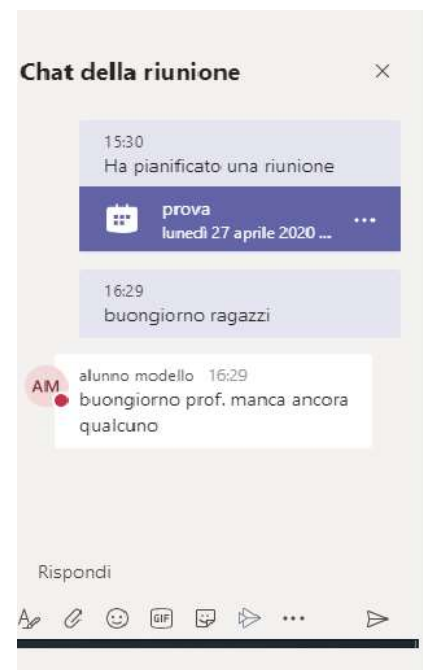 Chat della riunione
15:30
Ha pianificato una riunione
prova
lunedì 27 aprile 2020 ...
16:29
buongiorno ragazzi
AM
alunno modello 16:29
buongiorno prof. manca ancora
qualcuno
Rispondi
GIF